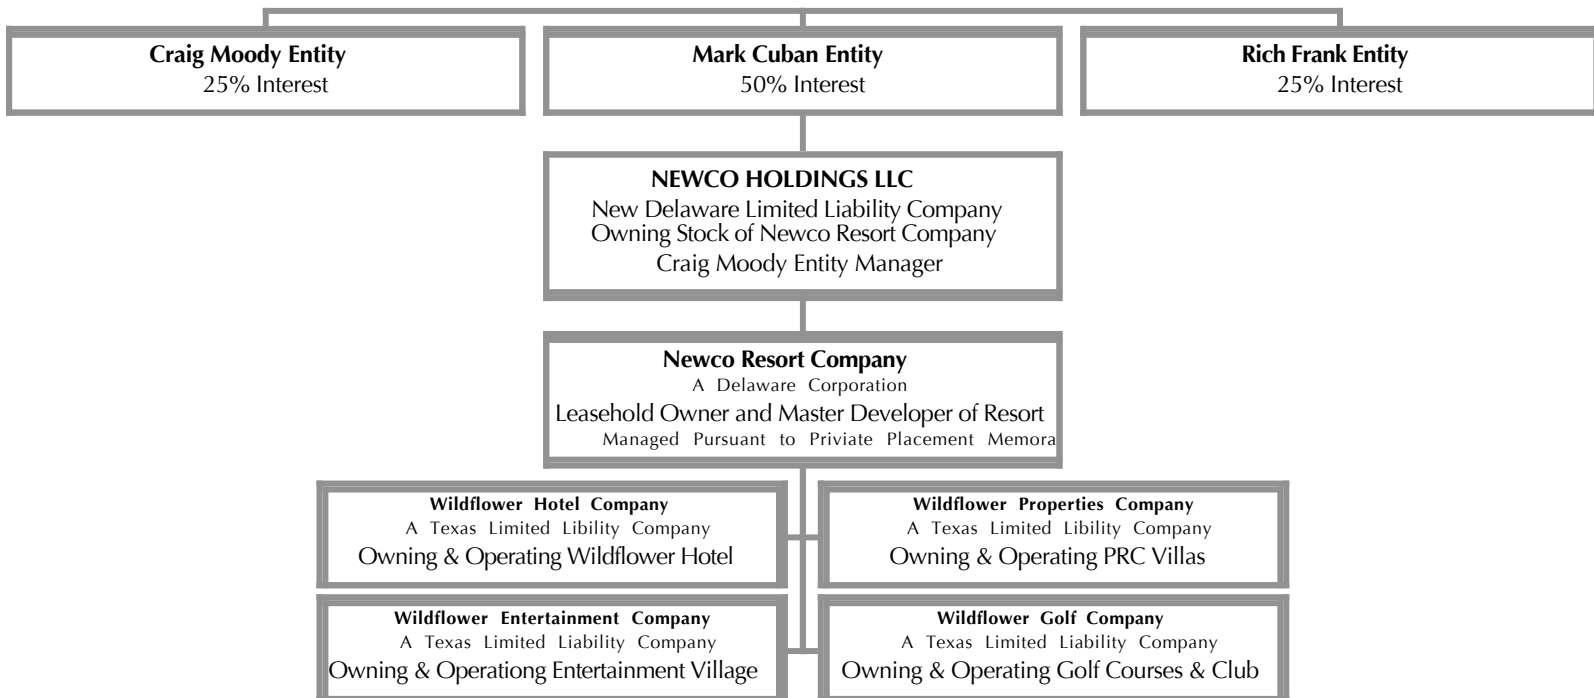 Craig Moody Entity
25% Interest
Mark Cuban Entity
50% Interest
Rich Frank Entity
25% Interest
NEWCO HOLDINGS LLC
New Delaware Limited Liability Company
Owning Stock of Newco Resort Company
Craig Moody Entity Manager
Newco Resort Company
A Delaware Corporation
Leasehold Owner and Master Developer of Resort
Managed Pursuant to Priviate Placement Memora
Wildflower Hotel Company
A Texas Limited Libility Company
Owning & Operating Wildflower Hotel
Wildflower Properties Company
A Texas Limited Libility Company
Owning & Operating PRC Villas
Wildflower Entertainment Company
A Texas Limited Liability Company
Owning & Operationg Entertainment Village
Wildflower Golf Company
A Texas Limited Liability Company
Owning & Operating Golf Courses & Club